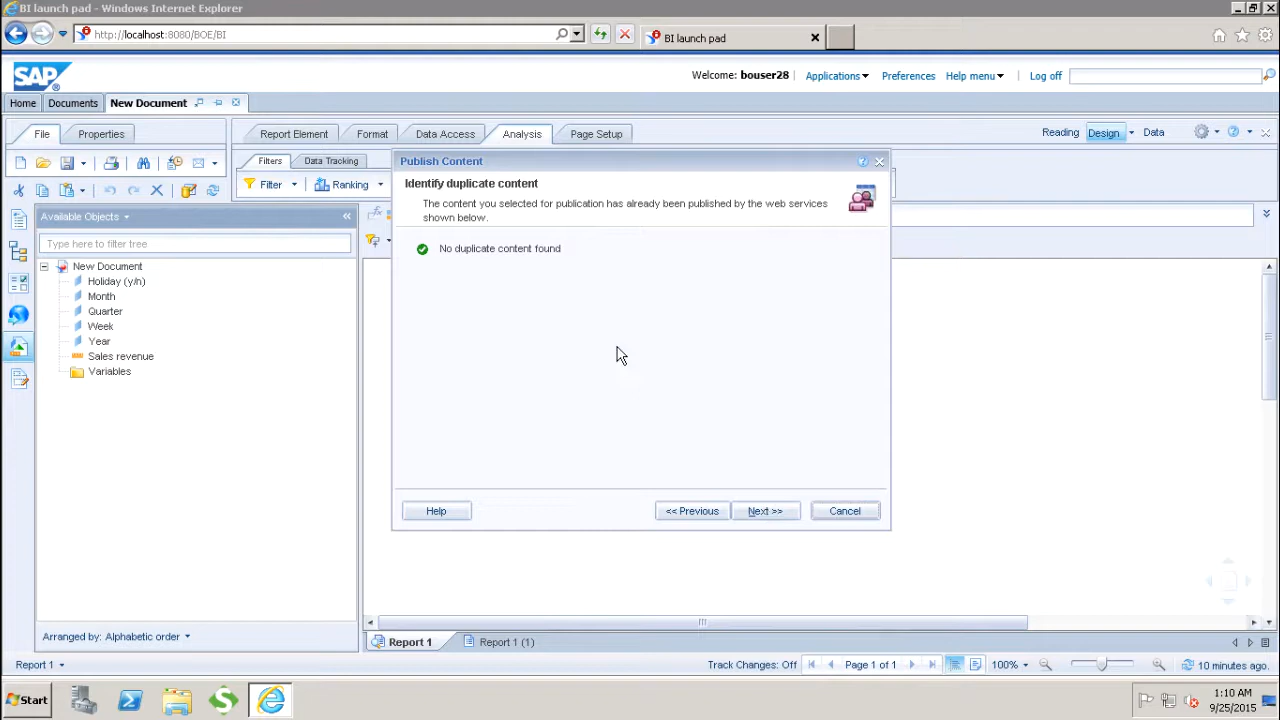 BI launch pad - Windows Internet Explorer
http://localhost:8080/BOE/BI
BI launch pad
SAP
Welcome: bouser28
Applications
Preferences
Help menu
Log off
Home
Documents
New Document
File
Properties
Report Element
Format
Data Access
Analysis
Page Setup
Reading
Design
Data
Filters
Data Tracking
Filter
Ranking
Publish Content
Identify duplicate content
The content you selected for publication has already been published by the web services
shown below.
No duplicate content found
Help
<< Previous
Next >>
Cancel
Available Objects
Type here to filter tree
New Document
Holiday (y/n)
Month
Quarter
Week
Year
Sales revenue
Variables
Arranged by: Alphabetic order
Report 1
Report 1 (1)
Report 1
Track Changes: Off
Page 1 of 1
100%
10 minutes ago.
Start
1:10 AM
9/25/2015